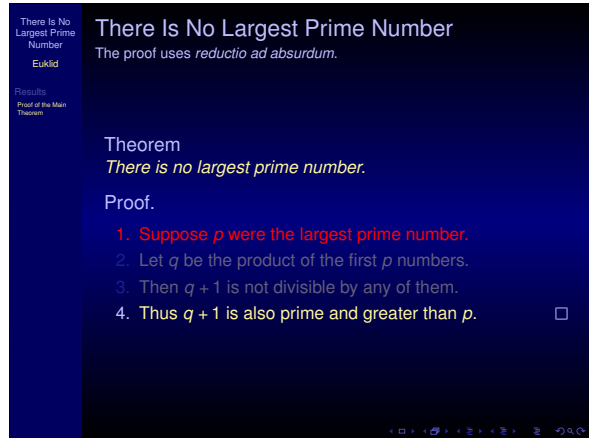 There Is No
Largest Prime
Number
Euklid
Results
Proof of the Main
Theorem
There Is No Largest Prime Number
The proof uses reductio ad absurdum.
Theorem
There is no largest prime number.
Proof.
1. Suppose p were the largest prime number.
2. Let q be the product of the first p numbers.
3. Then q + 1 is not divisible by any of them.
4. Thus q + 1 is also prime and greater than p.